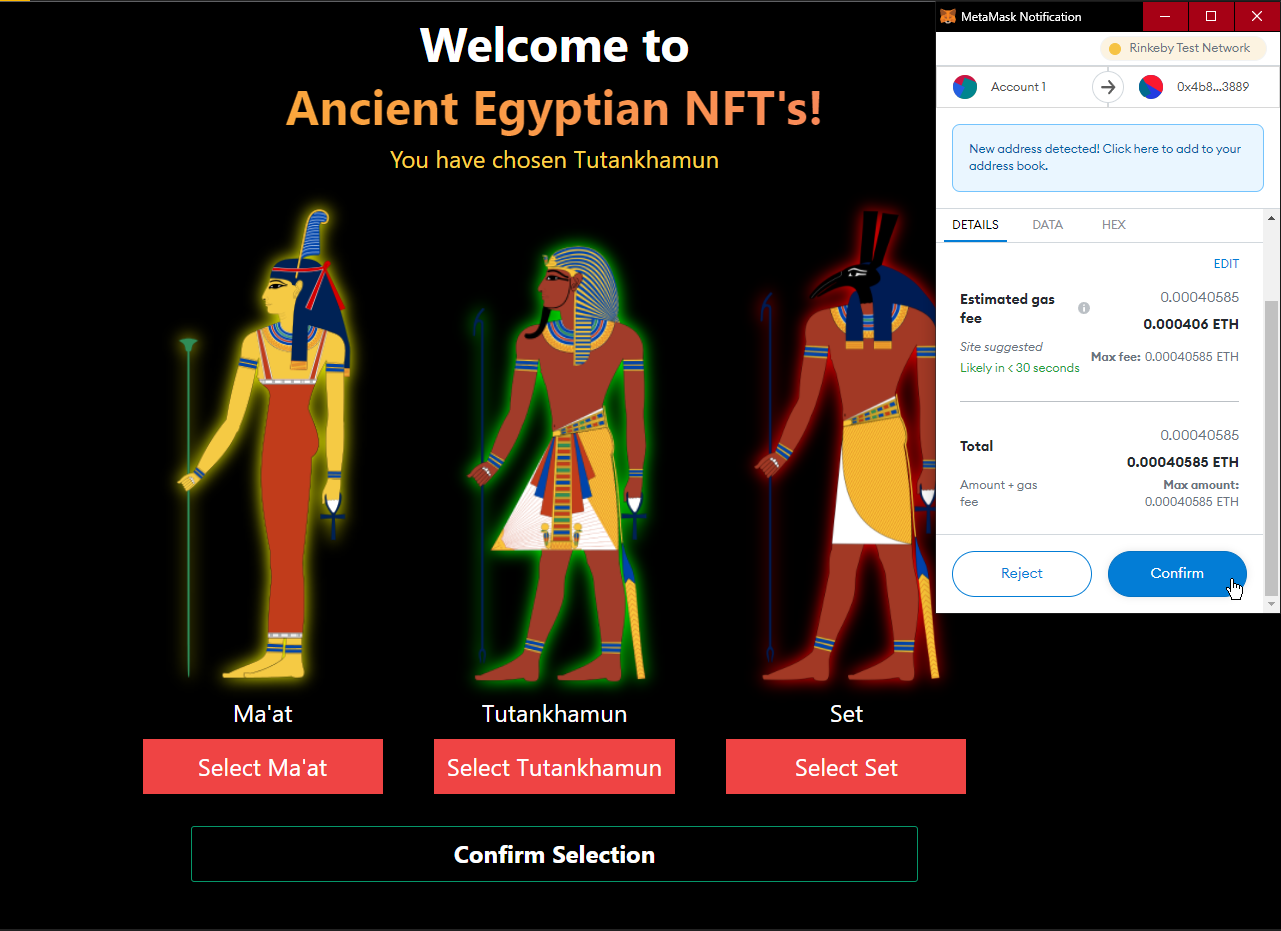 Welcome to
Ancient Egyptian NFT's!
You have chosen Tutankhamun
Ma'at
Tutankhamun
Set
Select Ma'at
Select Tutankhamun
Select Set
Confirm Selection
MetaMask Notification
Rinkeby Test Network
Account 1
0x4b8...3889
New address detected! Click here to add to your
address book.
DETAILS
DATA
HEX
EDIT
Estimated gas
fee
0.00040585
0.000406 ETH
Site suggested
Likely in < 30 seconds
Max fee: 0.00040585 ETH
Total
0.00040585
0.00040585 ETH
Amount + gas
fee
Max amount:
0.00040585 ETH
Reject
Confirm